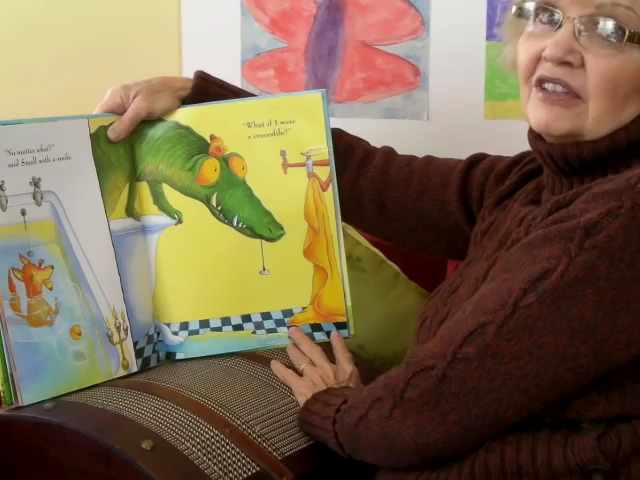 "No matter what?"
said Small with a smile
"What if I were
a crocodile?"